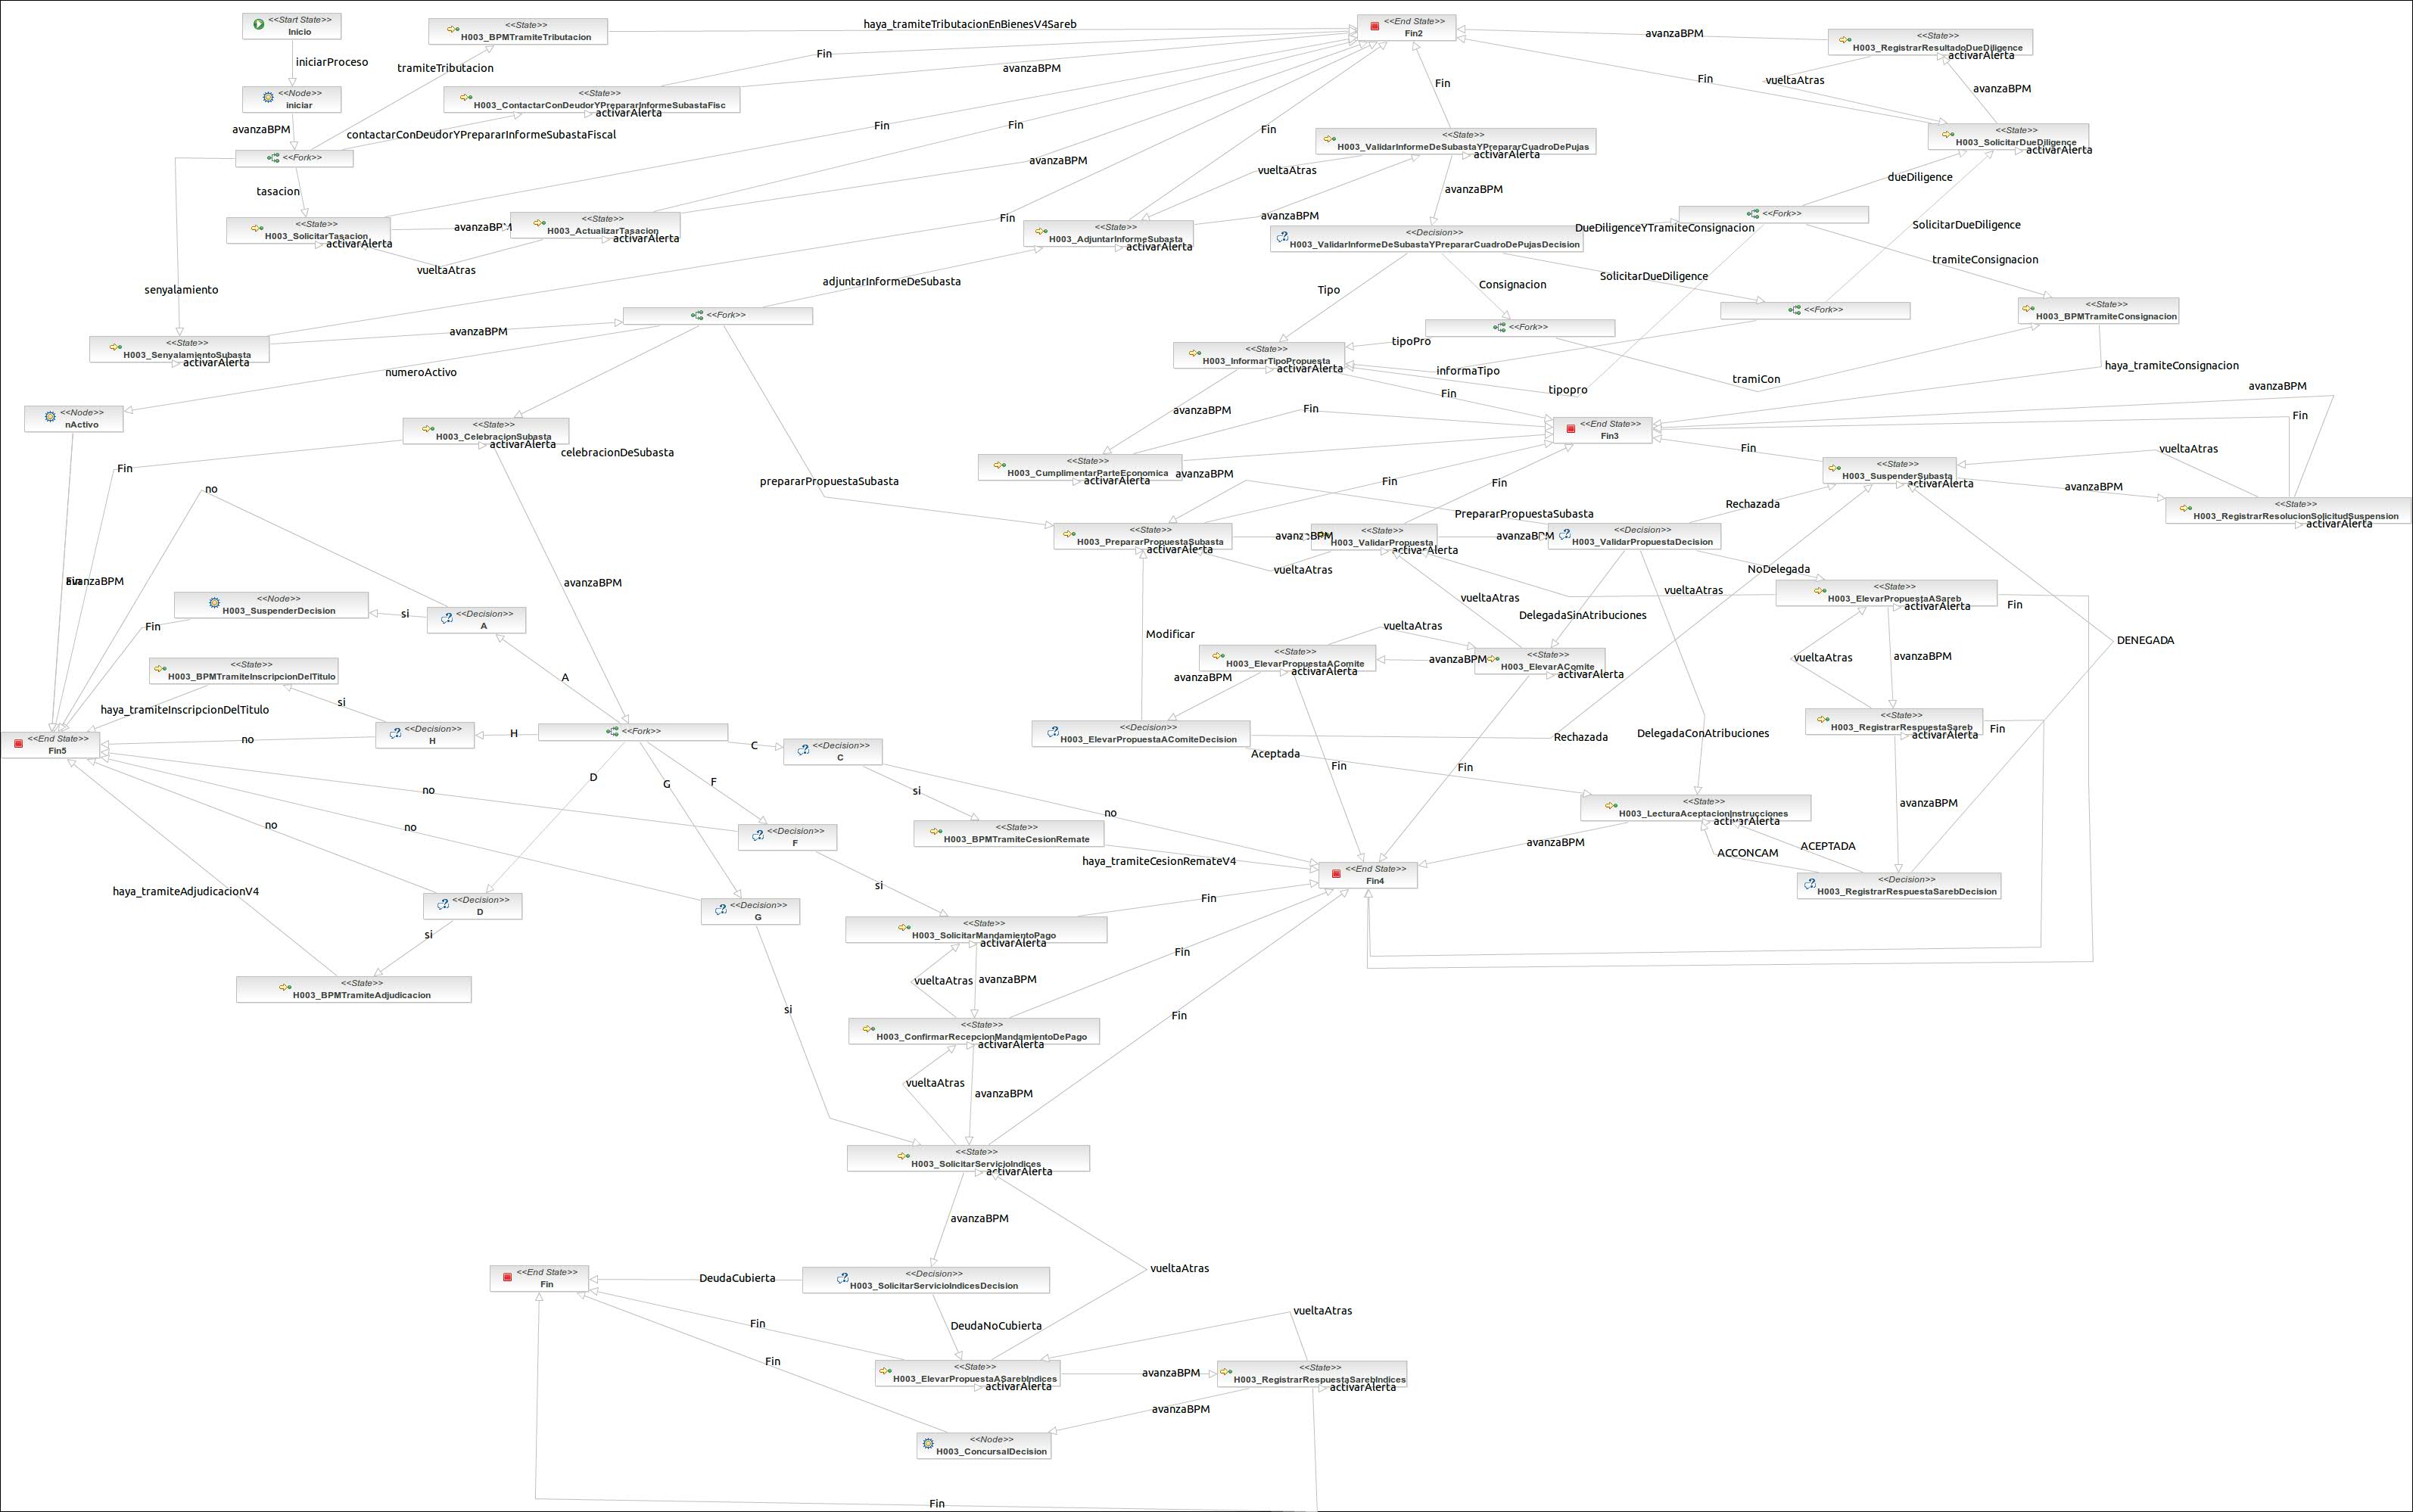 <<Start State>>
Inicio
iniciarProceso
<<Node>>
iniciar
avanzaBPM
<<Fork>>
<<State>>
H003_BPMTramiteTributacion
haya_tramiteTributacionEnBienesV4Sareb
tramiteTributacion
Fin
avanzaBPM
<<State>>
H003_ContactarConDeudorYPrepararInformeSubastaFisc
activarAlerta
contactarConDeudorYPrepararInformeSubastaFiscal
<<End State>>
Fin2
avanzaBPM
<<State>>
H003_RegistrarResultadoDueDiligence
activarAlerta
Fin
vueltaAtras
avanzaBPM
Fin
Fin
Fin
Fin
avanzaBPM
<<State>>
H003_ValidarInformeDeSubastaYPrepararCuadroDePujas
activarAlerta
vueltaAtras
avanzaBPM
<<State>>
H003_SolicitarDueDiligence
activarAlerta
dueDiligence
tasacion
<<State>>
H003_SolicitarTasacion
activarAlerta
avanzaBPM
<<State>>
H003_ActualizarTasacion
activarAlerta
vueltaAtras
Fin
<<State>>
H003_AdjuntarInformeSubasta
activarAlerta
avanzaBPM
<<Decision>>
H003_ValidarInformeDeSubastaYPrepararCuadroDePujasDecision
DueDiligenceYTramiteConsignacion
<<Fork>>
SolicitarDueDiligence
tramiteConsignacion
senyalamiento
adjuntarInformeDeSubasta
Tipo
Consignacion
SolicitarDueDiligence
<<Fork>>
<<Fork>>
<<Fork>>
<<State>>
H003_BPMTramiteConsignacion
<<State>>
H003_SenyalamientoSubasta
activarAlerta
avanzaBPM
numeroActivo
<<State>>
H003_InformarTipoPropuesta
activarAlerta
tipoPro
informaTipo
tipopro
tramiCon
haya_tramiteConsignacion
avanzaBPM
Fin
<<Node>>
nActivo
<<State>>
H003_CelebracionSubasta
activarAlerta
celebracionDeSubasta
Fin
avanzaBPM
Fin
Fin
<<End State>>
Fin3
Fin
vueltaAtras
<<State>>
H003_CumplimentarParteEconomica
activarAlerta
avanzaBPM
<<State>>
H003_SuspenderSubasta
activarAlerta
avanzaBPM
<<State>>
H003_RegistrarResolucionSolicitudSuspension
activarAlerta
no
prepararPropuestaSubasta
Fin
Fin
PrepararPropuestaSubasta
Rechazada
<<State>>
H003_PrepararPropuestaSubasta
activarAlerta
avanzaBPM
<<State>>
H003_ValidarPropuesta
activarAlerta
avanzaBPM
<<Decision>>
H003_ValidarPropuestaDecision
vueltaAtras
NoDelegada
Fin
avanzaBPM
avanzaBPM
<<Node>>
H003_SuspenderDecision
si
<<Decision>>
A
Fin
vueltaAtras
vueltaAtras
<<State>>
H003_ElevarPropuestaASareb
activarAlerta
Fin
DelegadaSinAtribuciones
vueltaAtras
Modificar
DENEGADA
<<State>>
H003_BPMTramiteInscripcionDelTitulo
<<State>>
H003_ElevarPropuestaAComite
activarAlerta
avanzaBPM
avanzaBPM
<<State>>
H003_ElevarAComite
activarAlerta
vueltaAtras
avanzaBPM
A
si
haya_tramiteInscripcionDelTitulo
<<End State>>
Fin5
no
<<Decision>>
H
H
<<Fork>>
C
<<Decision>>
C
<<Decision>>
H003_ElevarPropuestaAComiteDecision
Rechazada
Aceptada
DelegadaConAtribuciones
<<State>>
H003_RegistrarRespuestaSareb
activarAlerta
Fin
D
G
F
Fin
Fin
no
si
no
avanzaBPM
<<State>>
H003_LecturaAceptacionInstrucciones
activarAlerta
no
no
<<Decision>>
F
<<State>>
H003_BPMTramiteCesionRemate
haya_tramiteCesionRemateV4
avanzaBPM
ACCONCAM
ACEPTADA
<<End State>>
Fin4
<<Decision>>
H003_RegistrarRespuestaSarebDecision
haya_tramiteAdjudicacionV4
si
<<Decision>>
D
<<Decision>>
G
Fin
si
<<State>>
H003_SolicitarMandamientoPago
activarAlerta
Fin
<<State>>
H003_BPMTramiteAdjudicacion
vueltaAtras
avanzaBPM
si
Fin
<<State>>
H003_ConfirmarRecepcionMandamientoDePago
activarAlerta
vueltaAtras
avanzaBPM
<<State>>
H003_SolicitarServicioIndices
activarAlerta
avanzaBPM
vueltaAtras
<<End State>>
Fin
DeudaCubierta
<<Decision>>
H003_SolicitarServicioIndicesDecision
vueltaAtras
Fin
DeudaNoCubierta
Fin
<<State>>
H003_ElevarPropuestaASarebIndices
activarAlerta
avanzaBPM
<<State>>
H003_RegistrarRespuestaSarebIndices
activarAlerta
avanzaBPM
<<Node>>
H003_ConcursalDecision
Fin